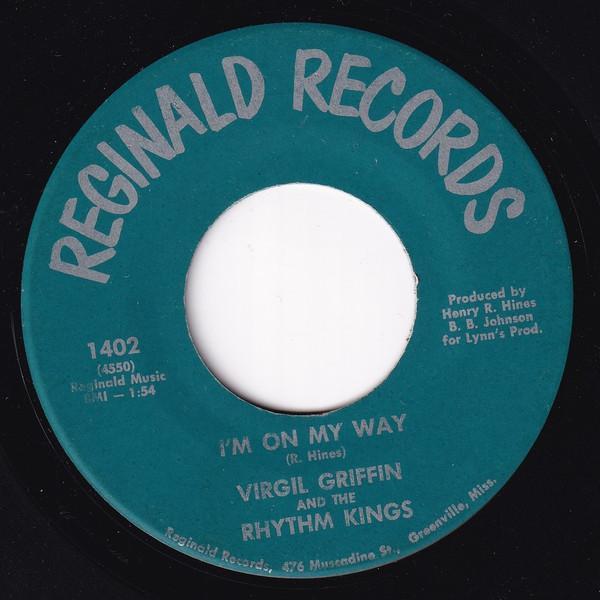 REGINALD RECORDS
1402
(4550)
Reginald Music
BMI — 1:54
Produced by
Henry R. Hines
B. B. Johnson
for Lynn's Prod.
I'M ON MY WAY
(R. Hines)
VIRGIL GRIFFIN
AND THE
RHYTHM KINGS
Reginald Records, 476 Muscadine St., Greenville, Miss.